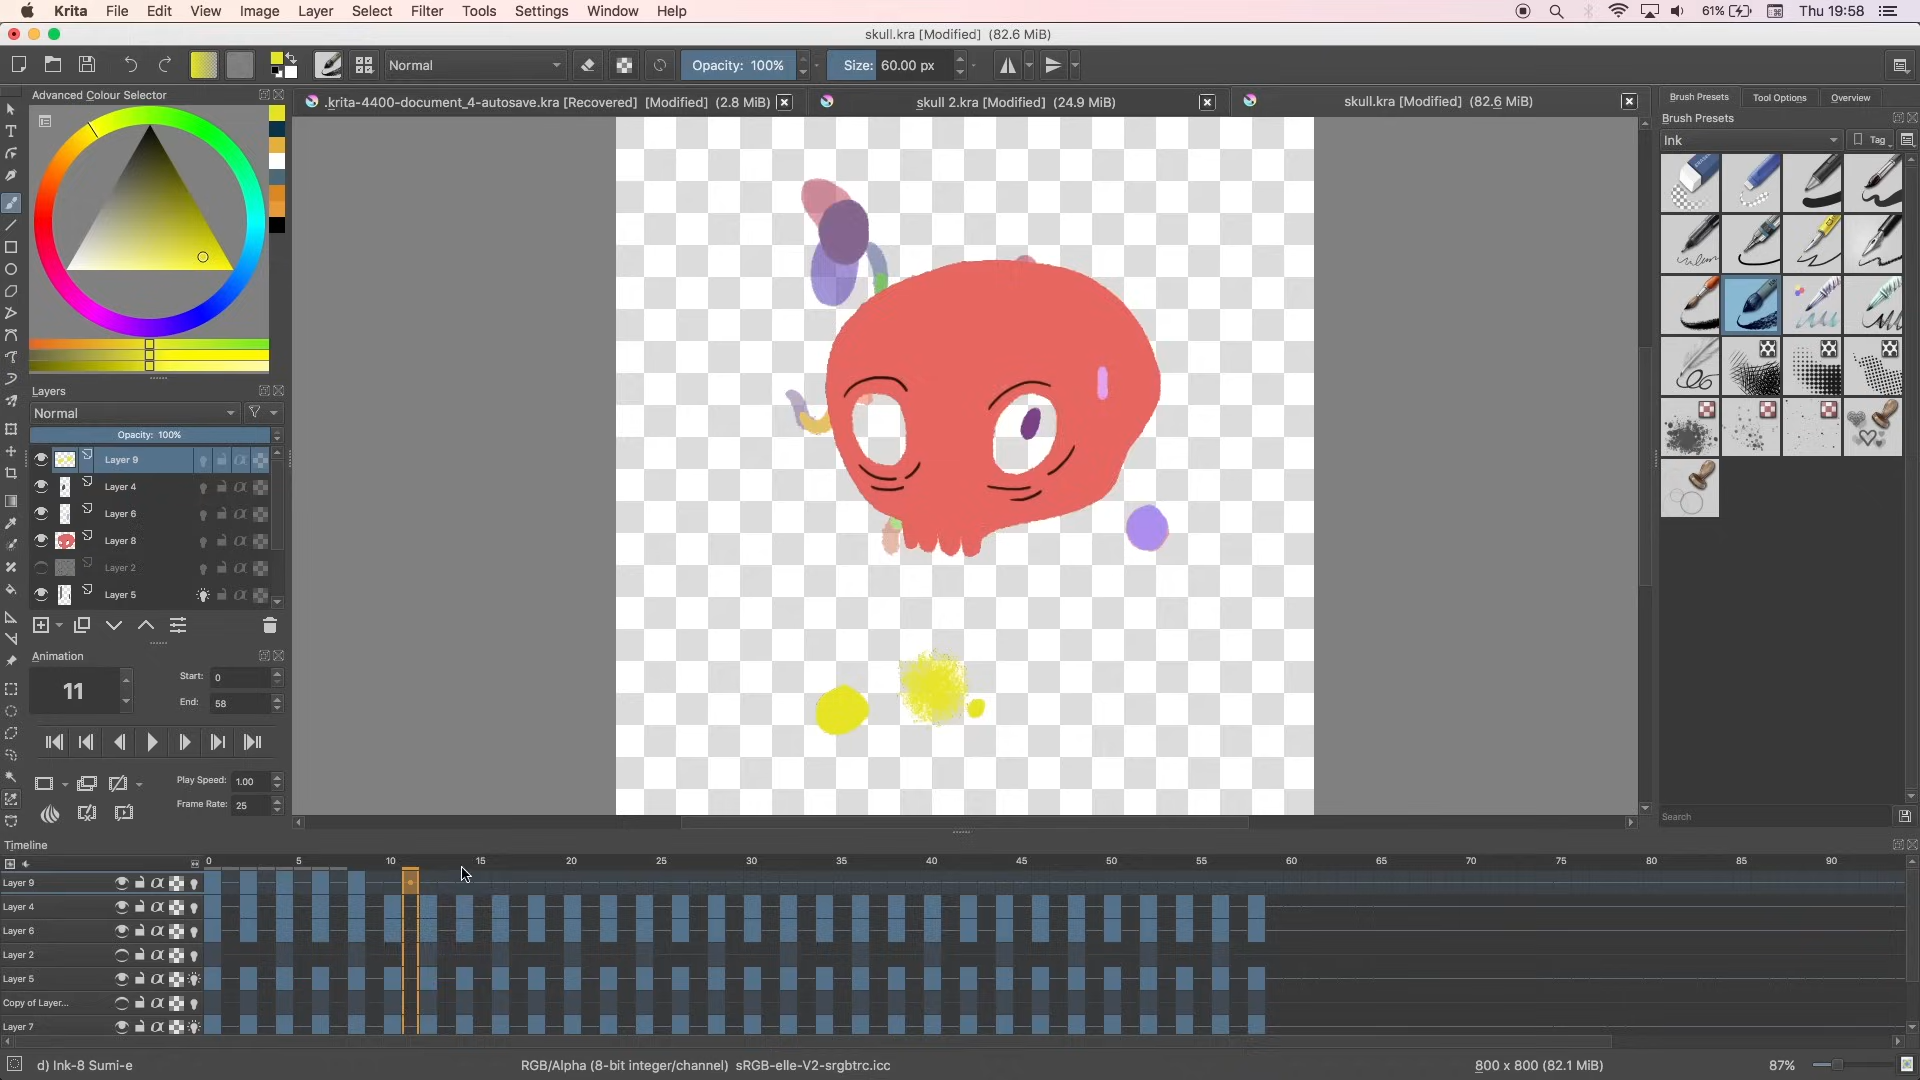 Krita File Edit View Image Layer Select Filter Tools Settings Window Help 61% Thu 19:58
skull.kra [Modified] (82.6 MiB)
Normal Opacity: 100% Size: 60.00 px
Advanced Colour Selector
.krita-4400-document_4-autosave.kra [Recovered] [Modified] (2.8 MiB) skull 2.kra [Modified] (24.9 MiB) skull.kra [Modified] (82.6 MiB)
Brush Presets Tool Options Overview
Brush Presets
Ink Tag
Layers
Normal
Opacity: 100%
Layer 9
Layer 4
Layer 6
Layer 8
Layer 2
Layer 5
Animation
11
Start: 0
End: 58
Play Speed: 1.00
Frame Rate: 25
Search
Timeline
0 5 10 15 20 25 30 35 40 45 50 55 60 65 70 75 80 85 90
Layer 9
Layer 4
Layer 6
Layer 2
Layer 5
Copy of Layer...
Layer 7
d) Ink-8 Sumi-e RGB/Alpha (8-bit integer/channel) sRGB-elle-V2-srgbtrc.icc 800 x 800 (82.1 MiB) 87%